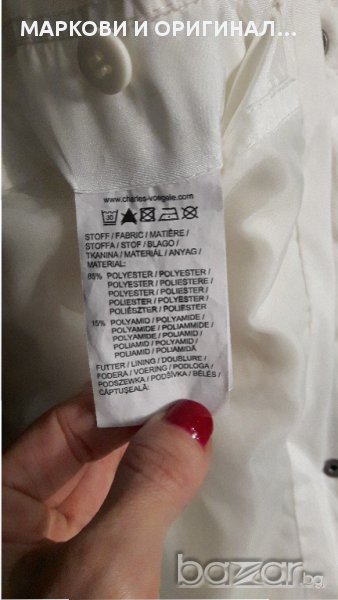 МАРКОВИ И ОРИГИНАЛ...
www.charles-voegele.com
30
STOFF / FABRIC / MATIÈRE /
STOFFA / STOF / BLAGO /
TKANINA / MATERIÁL / ANYAG /
MATERIAL:
85% POLYESTER / POLYESTER /
POLYESTER / POLIESTERE /
POLYESTER / POLIESTER /
POLIESTER / POLYESTER /
POLIÉSZTER / POLIESTER
15% POLYAMID / POLYAMIDE /
POLYAMIDE / POLIAMMIDE /
POLYAMIDE / POLIAMID /
POLIAMID / POLYAMID /
POLIAMID / POLIAMIDĂ
FUTTER / LINING / DOUBLURE /
FODERA / VOERING / PODLOGA /
PODSZEWKA / PODŠÍVKA / BÉLÉS /
CĂPTUŞEALĂ:
bazar.bg